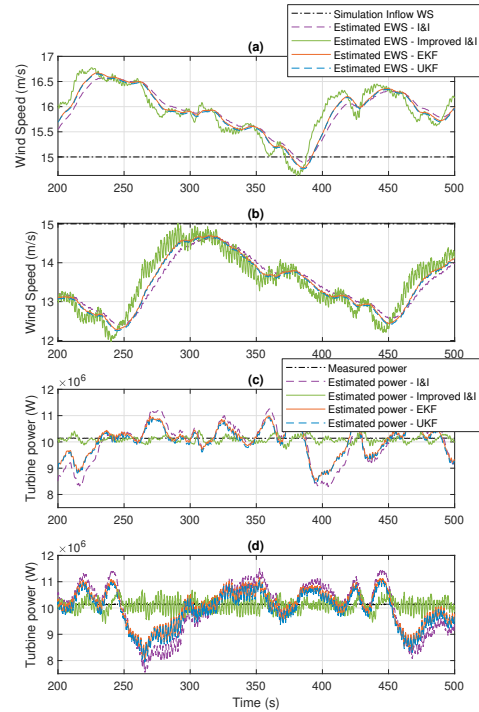 Simulation Inflow WS
Estimated EWS - I&I
Estimated EWS - Improved I&I
Estimated EWS - EKF
Estimated EWS - UKF
(a)
Wind Speed (m/s)
16.5
16
15.5
15
200 250 300 350 400 450 500
(b)
Wind Speed (m/s)
15
14
13
12
200 250 300 350 400 450 500
Measured power
Estimated power - I&I
Estimated power - Improved I&I
Estimated power - EKF
Estimated power - UKF
×10⁶
(c)
Turbine power (W)
12
11
10
9
8
200 250 300 350 400 450 500
×10⁶
(d)
Turbine power (W)
12
11
10
9
8
200 250 300 350 400 450 500
Time (s)